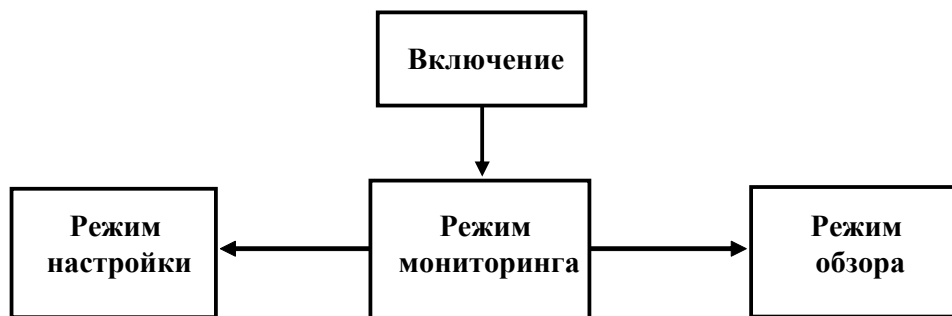 Включение
Режим
настройки
Режим
мониторинга
Режим
обзора